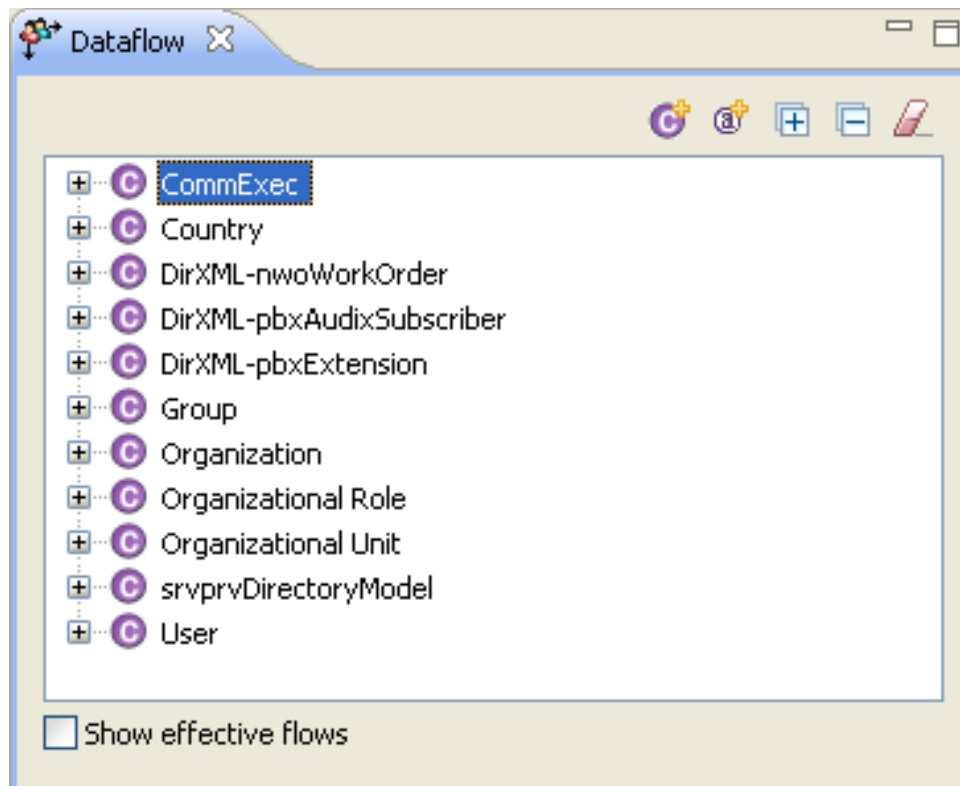 Dataflow
CommExec
Country
DirXML-nwoWorkOrder
DirXML-pbxAudixSubscriber
DirXML-pbxExtension
Group
Organization
Organizational Role
Organizational Unit
srvprvDirectoryModel
User
Show effective flows